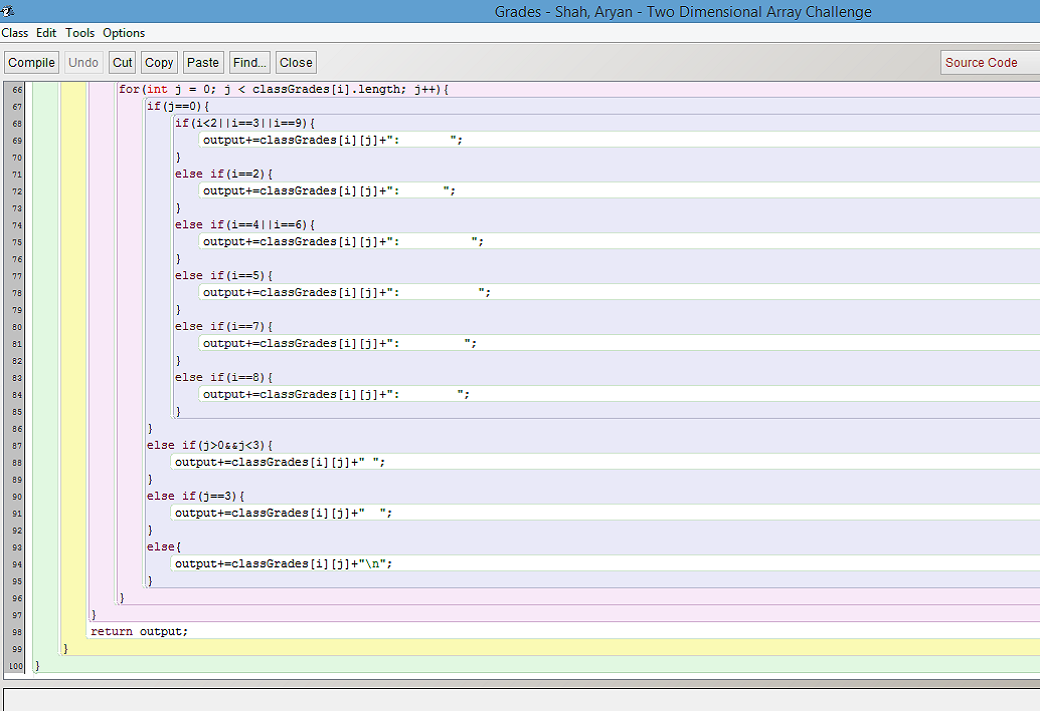 Grades - Shah, Aryan - Two Dimensional Array Challenge
Class Edit Tools Options
Compile Undo Cut Copy Paste Find... Close Source Code
66 for(int j = 0; j < classGrades[i].length; j++){
67 if(j==0){
68 if(i<2||i==3||i==9){
69 output+=classGrades[i][j]+":       ";
70 }
71 else if(i==2){
72 output+=classGrades[i][j]+":      ";
73 }
74 else if(i==4||i==6){
75 output+=classGrades[i][j]+":          ";
76 }
77 else if(i==5){
78 output+=classGrades[i][j]+":           ";
79 }
80 else if(i==7){
81 output+=classGrades[i][j]+":         ";
82 }
83 else if(i==8){
84 output+=classGrades[i][j]+":        ";
85 }
86 }
87 else if(j>0&&j<3){
88 output+=classGrades[i][j]+" ";
89 }
90 else if(j==3){
91 output+=classGrades[i][j]+"  ";
92 }
93 else{
94 output+=classGrades[i][j]+"\n";
95 }
96 }
97 }
98 return output;
99 }
100 }